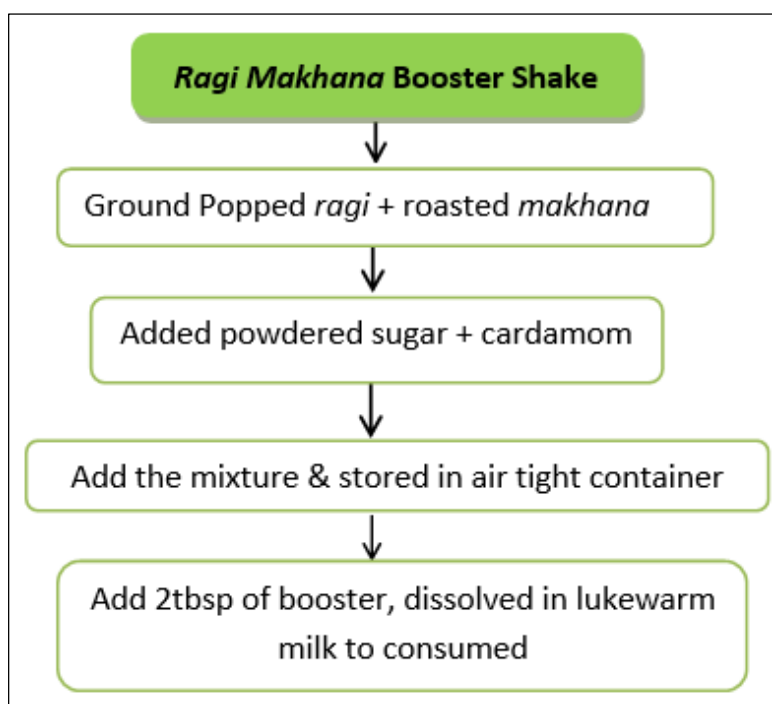 Ragi Makhana Booster Shake
Ground Popped ragi + roasted makhana
Added powdered sugar + cardamom
Add the mixture & stored in air tight container
Add 2tbsp of booster, dissolved in lukewarm
milk to consumed